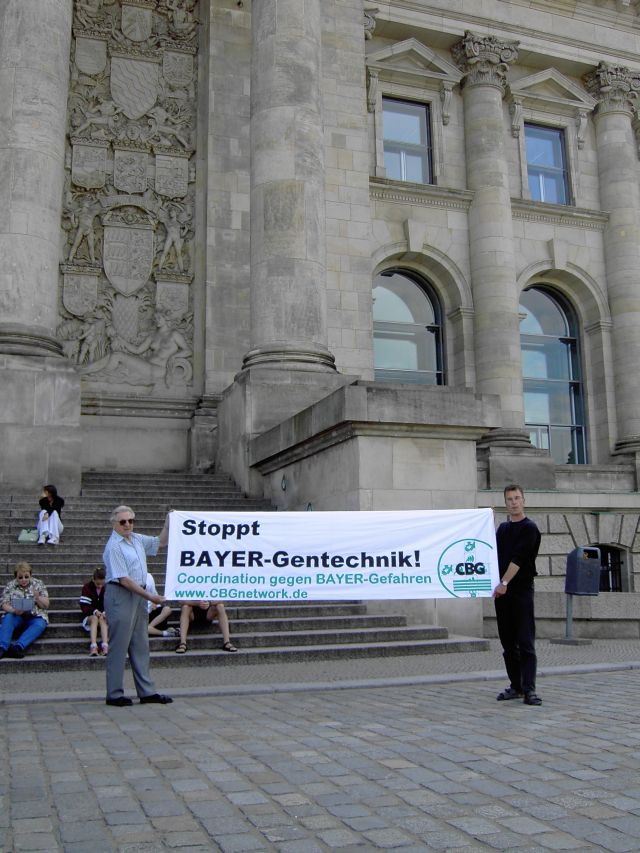 Stoppt
BAYER-Gentechnik!
Coordination gegen BAYER-Gefahren
www.CBGnetwork.de
CBG